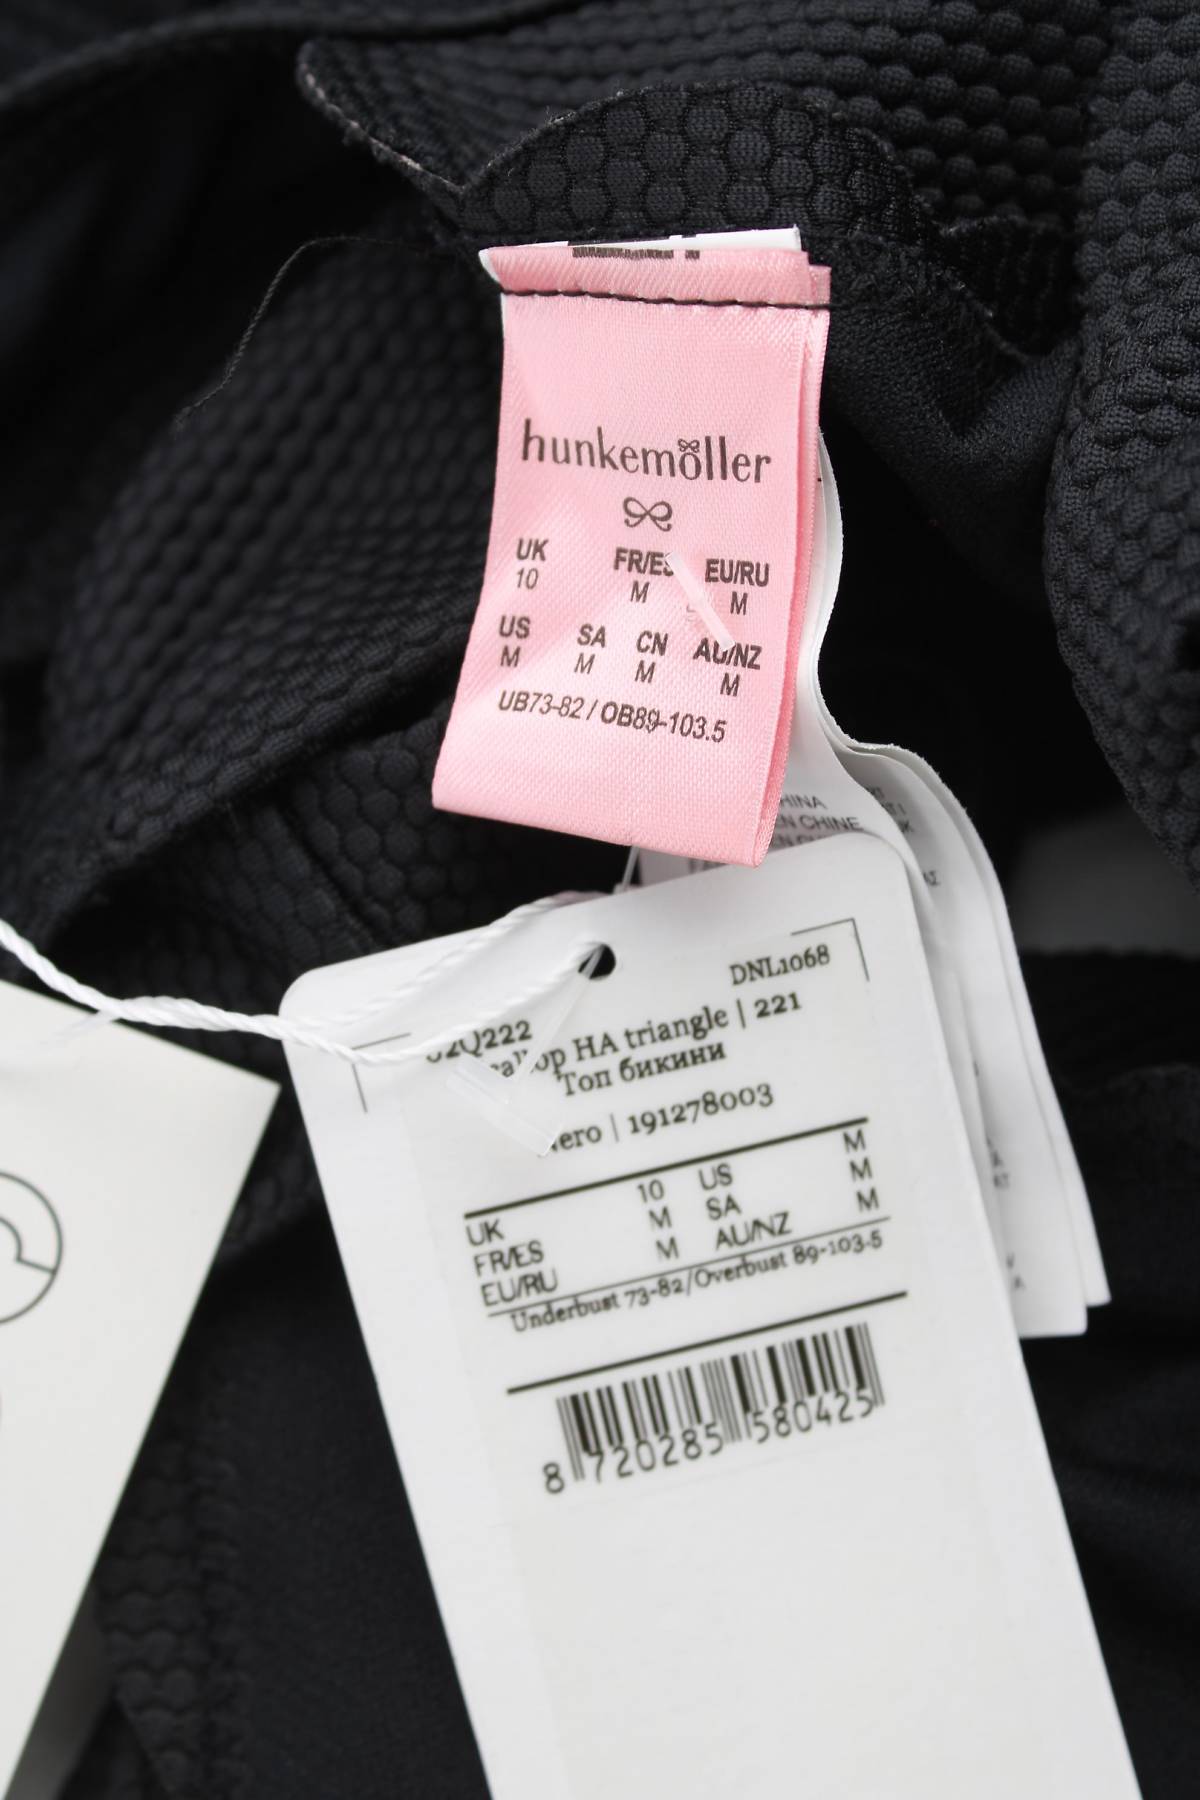 hunkemöller
UK FR/ES EU/RU
10 M M
US SA CN AU/NZ
M M M M
UB73-82 / OB89-103.5
CHINE
DNL1068
HA triangle | 221
Топ бикини
| 191278003
UK 10 US M
FR/ES M SA M
EU/RU M AU/NZ M
Underbust 73-82/Overbust 89-103.5
8 720285 580425